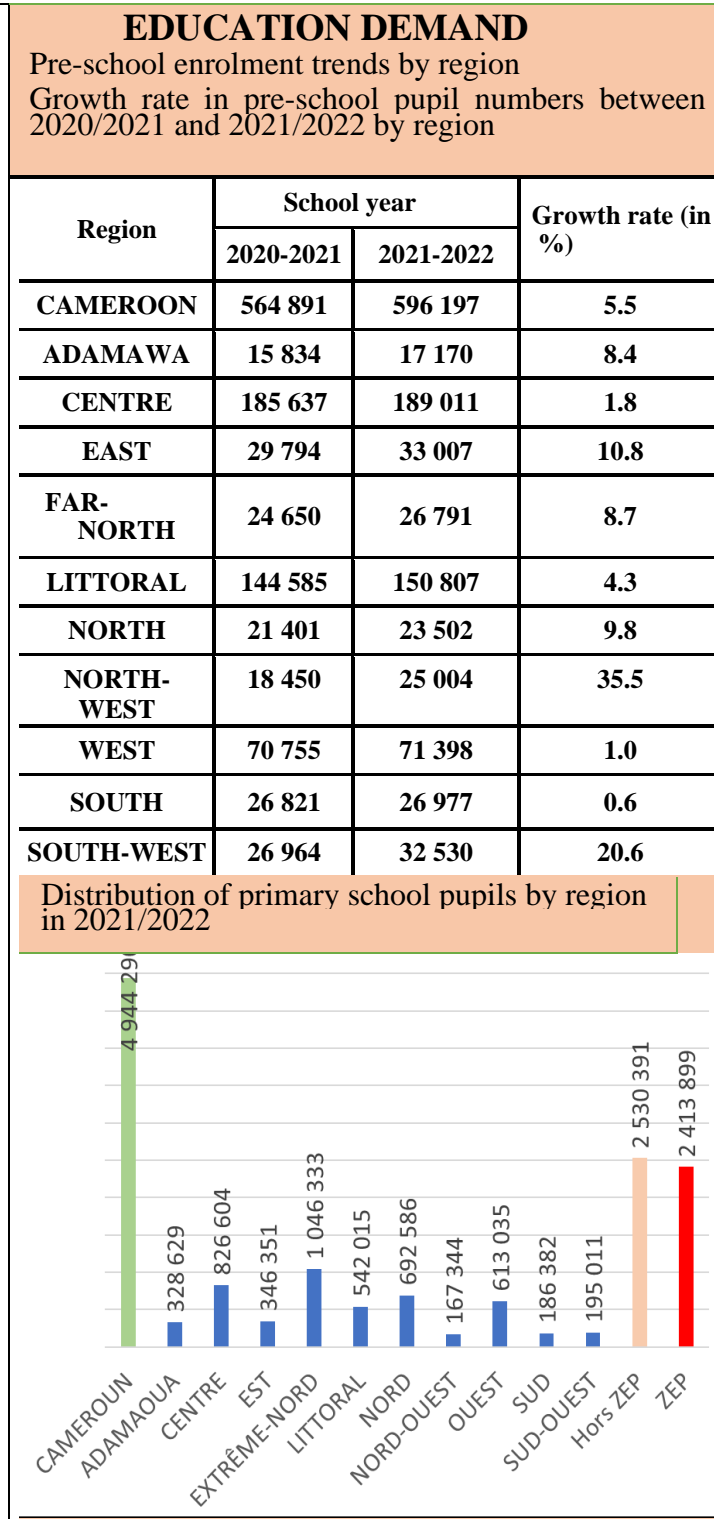 EDUCATION DEMAND
Pre-school enrolment trends by region
Growth rate in pre-school pupil numbers between
2020/2021 and 2021/2022 by region
Region School year Growth rate (in %)
2020-2021 2021-2022
CAMEROON 564 891 596 197 5.5
ADAMAWA 15 834 17 170 8.4
CENTRE 185 637 189 011 1.8
EAST 29 794 33 007 10.8
FAR-NORTH 24 650 26 791 8.7
LITTORAL 144 585 150 807 4.3
NORTH 21 401 23 502 9.8
NORTH-WEST 18 450 25 004 35.5
WEST 70 755 71 398 1.0
SOUTH 26 821 26 977 0.6
SOUTH-WEST 26 964 32 530 20.6
Distribution of primary school pupils by region
in 2021/2022
4 944 290
328 629
826 604
346 351
1 046 333
542 015
692 586
167 344
613 035
186 382
195 011
2 530 391
2 413 899
CAMEROUN
ADAMAOUA
CENTRE
EST
EXTRÊME-NORD
LITTORAL
NORD
NORD-OUEST
OUEST
SUD
SUD-OUEST
Hors ZEP
ZEP